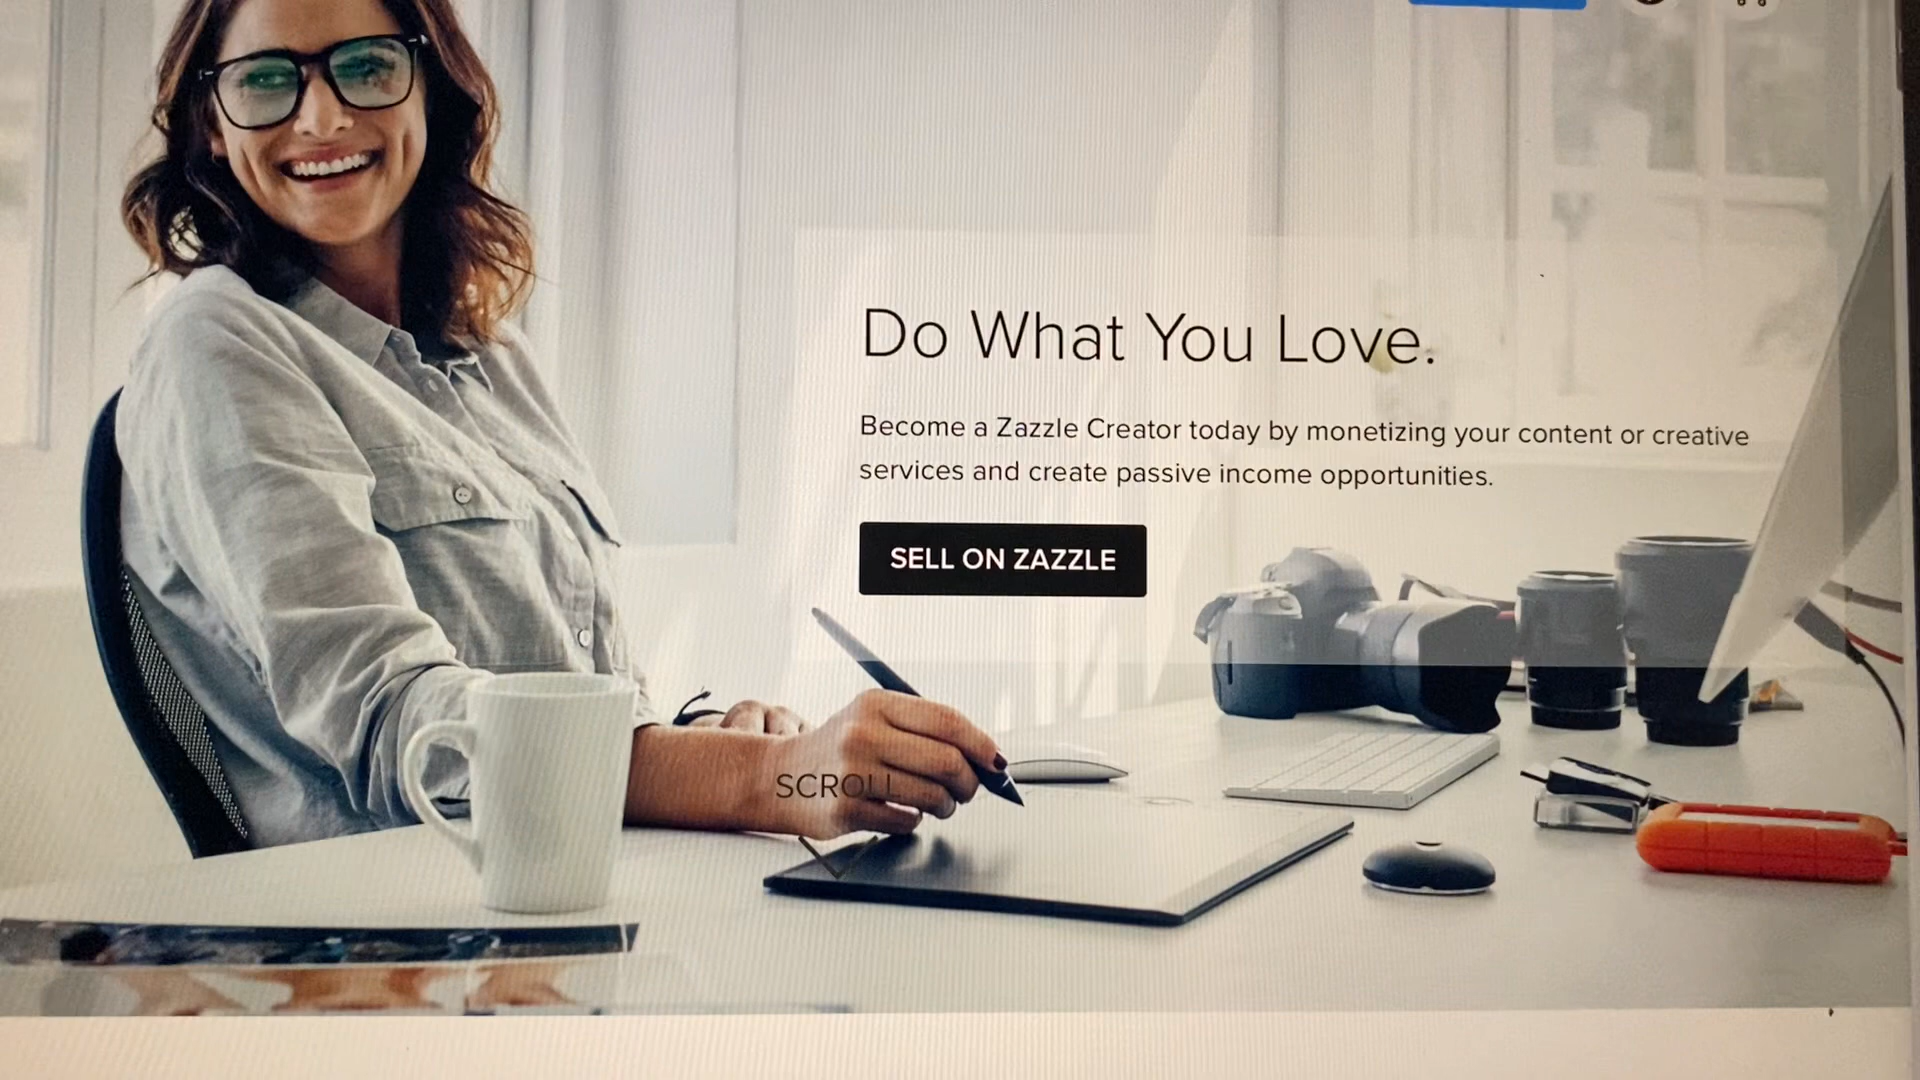 Do What You Love.
Become a Zazzle Creator today by monetizing your content or creative
services and create passive income opportunities.
SELL ON ZAZZLE
SCROLL